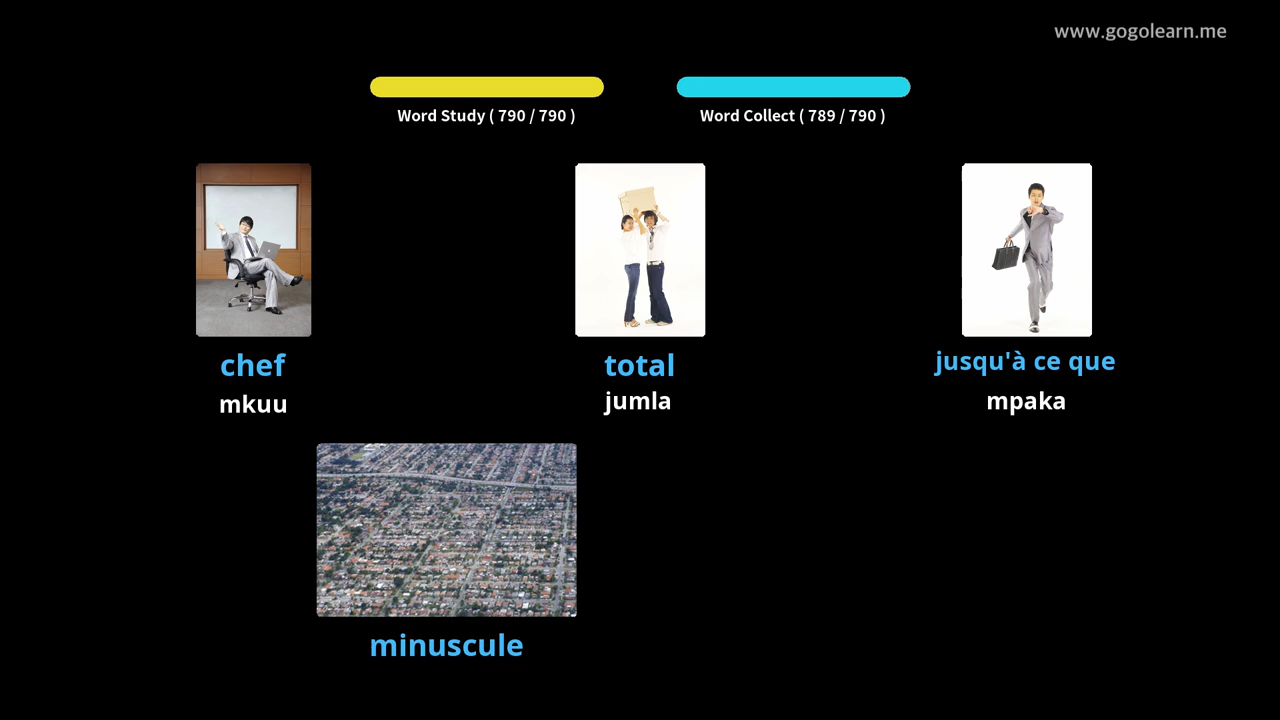 www.gogolearn.me
Word Study ( 790 / 790 )
Word Collect ( 789 / 790 )
chef
mkuu
total
jumla
jusqu'à ce que
mpaka
minuscule